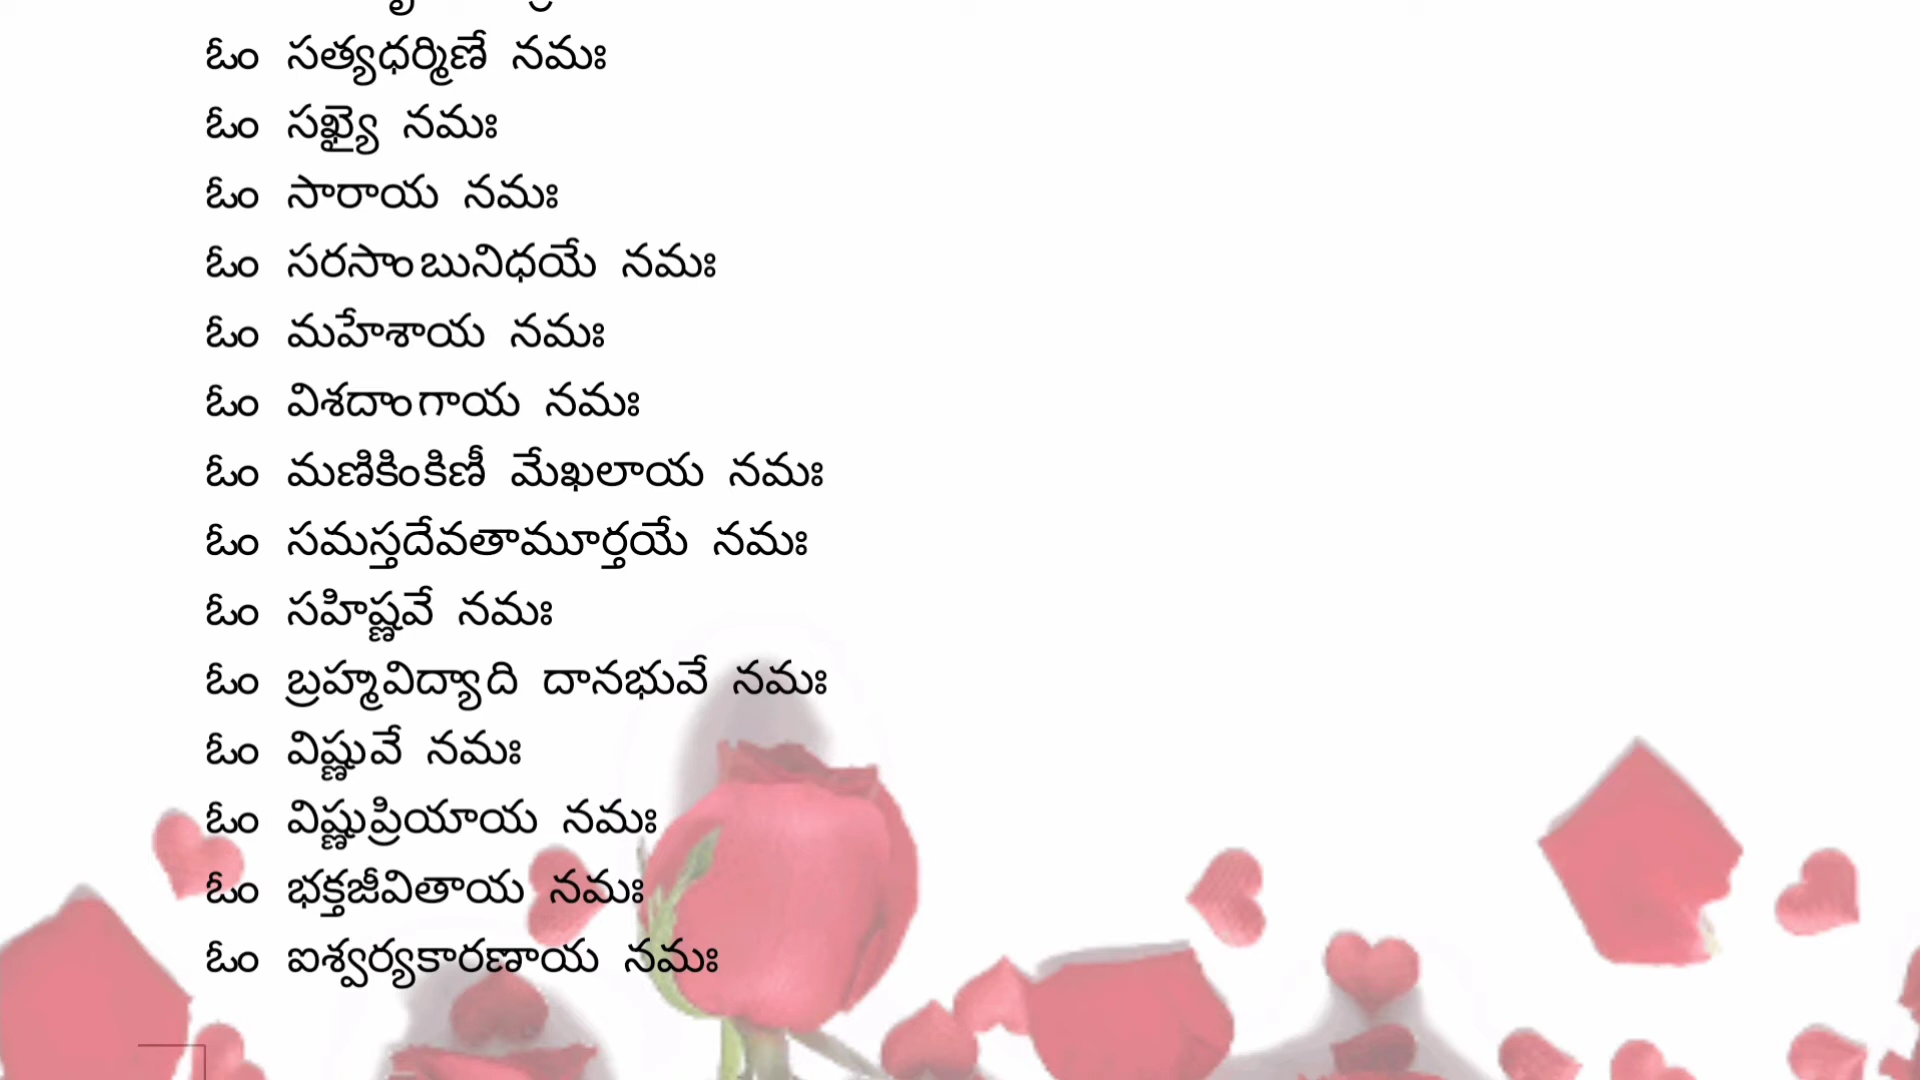 ఓం సత్యధర్మిణే నమః
ఓం సఖ్యై నమః
ఓం సారాయ నమః
ఓం సరసాంబునిధయే నమః
ఓం మహేశాయ నమః
ఓం విశదాంగాయ నమః
ఓం మణికింకిణీ మేఖలాయ నమః
ఓం సమస్తదేవతామూర్తయే నమః
ఓం సహిష్ణవే నమః
ఓం బ్రహ్మవిద్యాది దానభువే నమః
ఓం విష్ణువే నమః
ఓం విష్ణుప్రియాయ నమః
ఓం భక్తజీవితాయ నమః
ఓం ఐశ్వర్యకారణాయ నమః